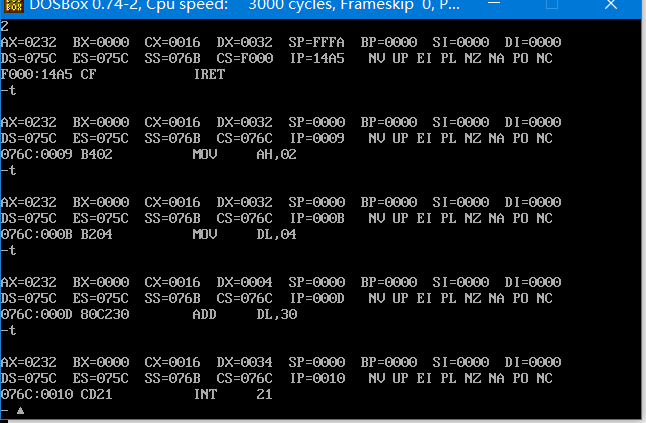 DOSBox 0.74-2, Cpu speed: 3000 cycles, Frameskip 0, P...
2
AX=0232 BX=0000 CX=0016 DX=0032 SP=FFFA BP=0000 SI=0000 DI=0000
DS=075C ES=075C SS=076B CS=F000 IP=14A5 NV UP EI PL NZ NA PO NC
F000:14A5 CF IRET
-t
AX=0232 BX=0000 CX=0016 DX=0032 SP=0000 BP=0000 SI=0000 DI=0000
DS=075C ES=075C SS=076B CS=076C IP=0009 NV UP EI PL NZ NA PO NC
076C:0009 B402 MOV AH,02
-t
AX=0232 BX=0000 CX=0016 DX=0032 SP=0000 BP=0000 SI=0000 DI=0000
DS=075C ES=075C SS=076B CS=076C IP=000B NV UP EI PL NZ NA PO NC
076C:000B B204 MOV DL,04
-t
AX=0232 BX=0000 CX=0016 DX=0004 SP=0000 BP=0000 SI=0000 DI=0000
DS=075C ES=075C SS=076B CS=076C IP=000D NV UP EI PL NZ NA PO NC
076C:000D 80C230 ADD DL,30
-t
AX=0232 BX=0000 CX=0016 DX=0034 SP=0000 BP=0000 SI=0000 DI=0000
DS=075C ES=075C SS=076B CS=076C IP=0010 NV UP EI PL NZ NA PO NC
076C:0010 CD21 INT 21
-